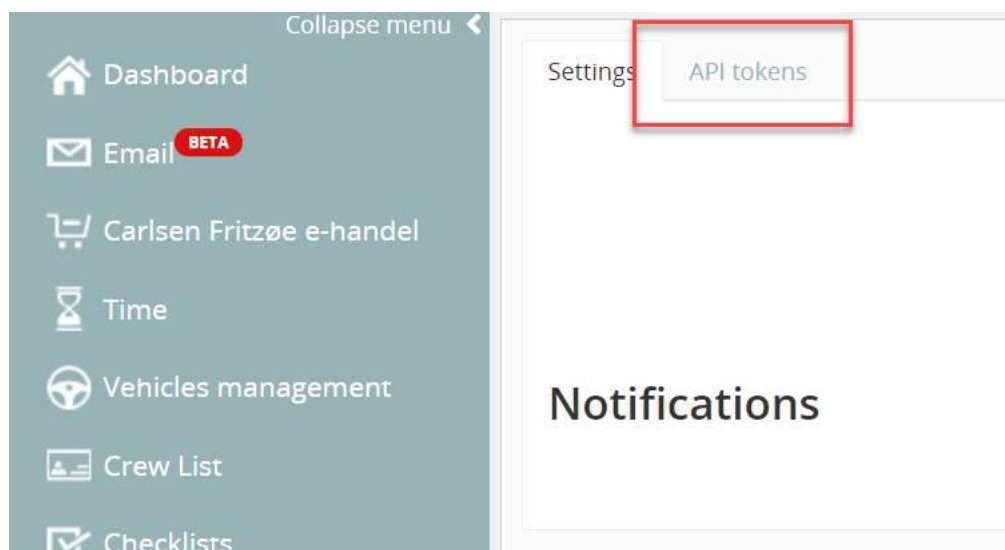 Collapse menu
Dashboard
Email BETA
Carlsen Fritzøe e-handel
Time
Vehicles management
Crew List
Checklists
Settings API tokens
Notifications